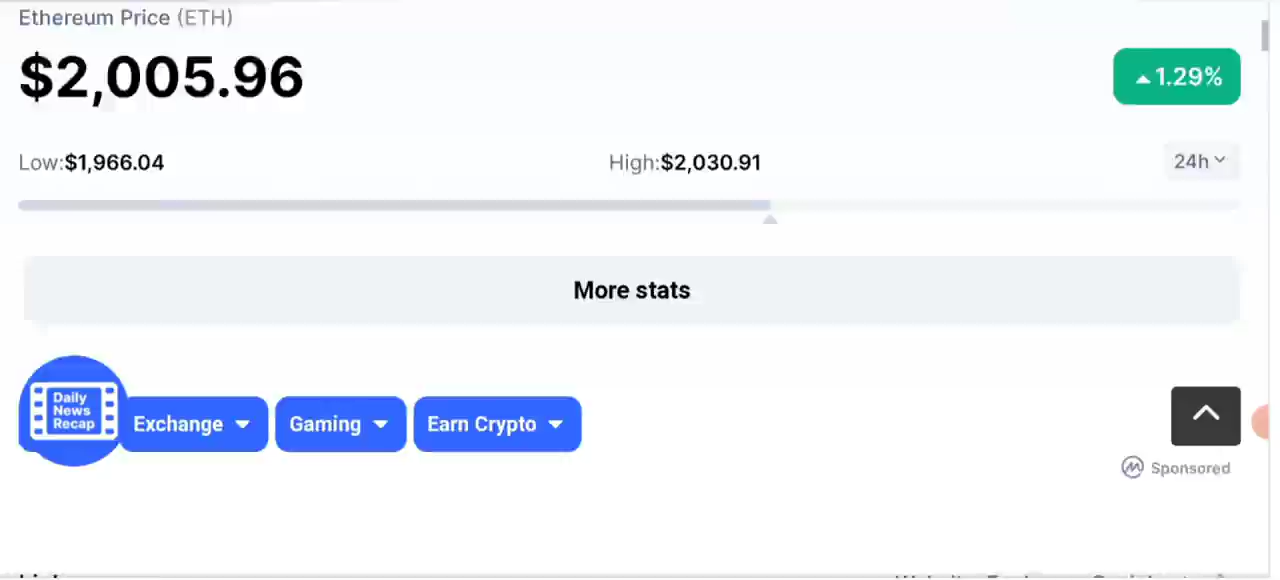 Ethereum Price (ETH)
$2,005.96
1.29%
Low:$1,966.04 High:$2,030.91 24h
More stats
Daily
News
Recap
Exchange Gaming Earn Crypto
Sponsored